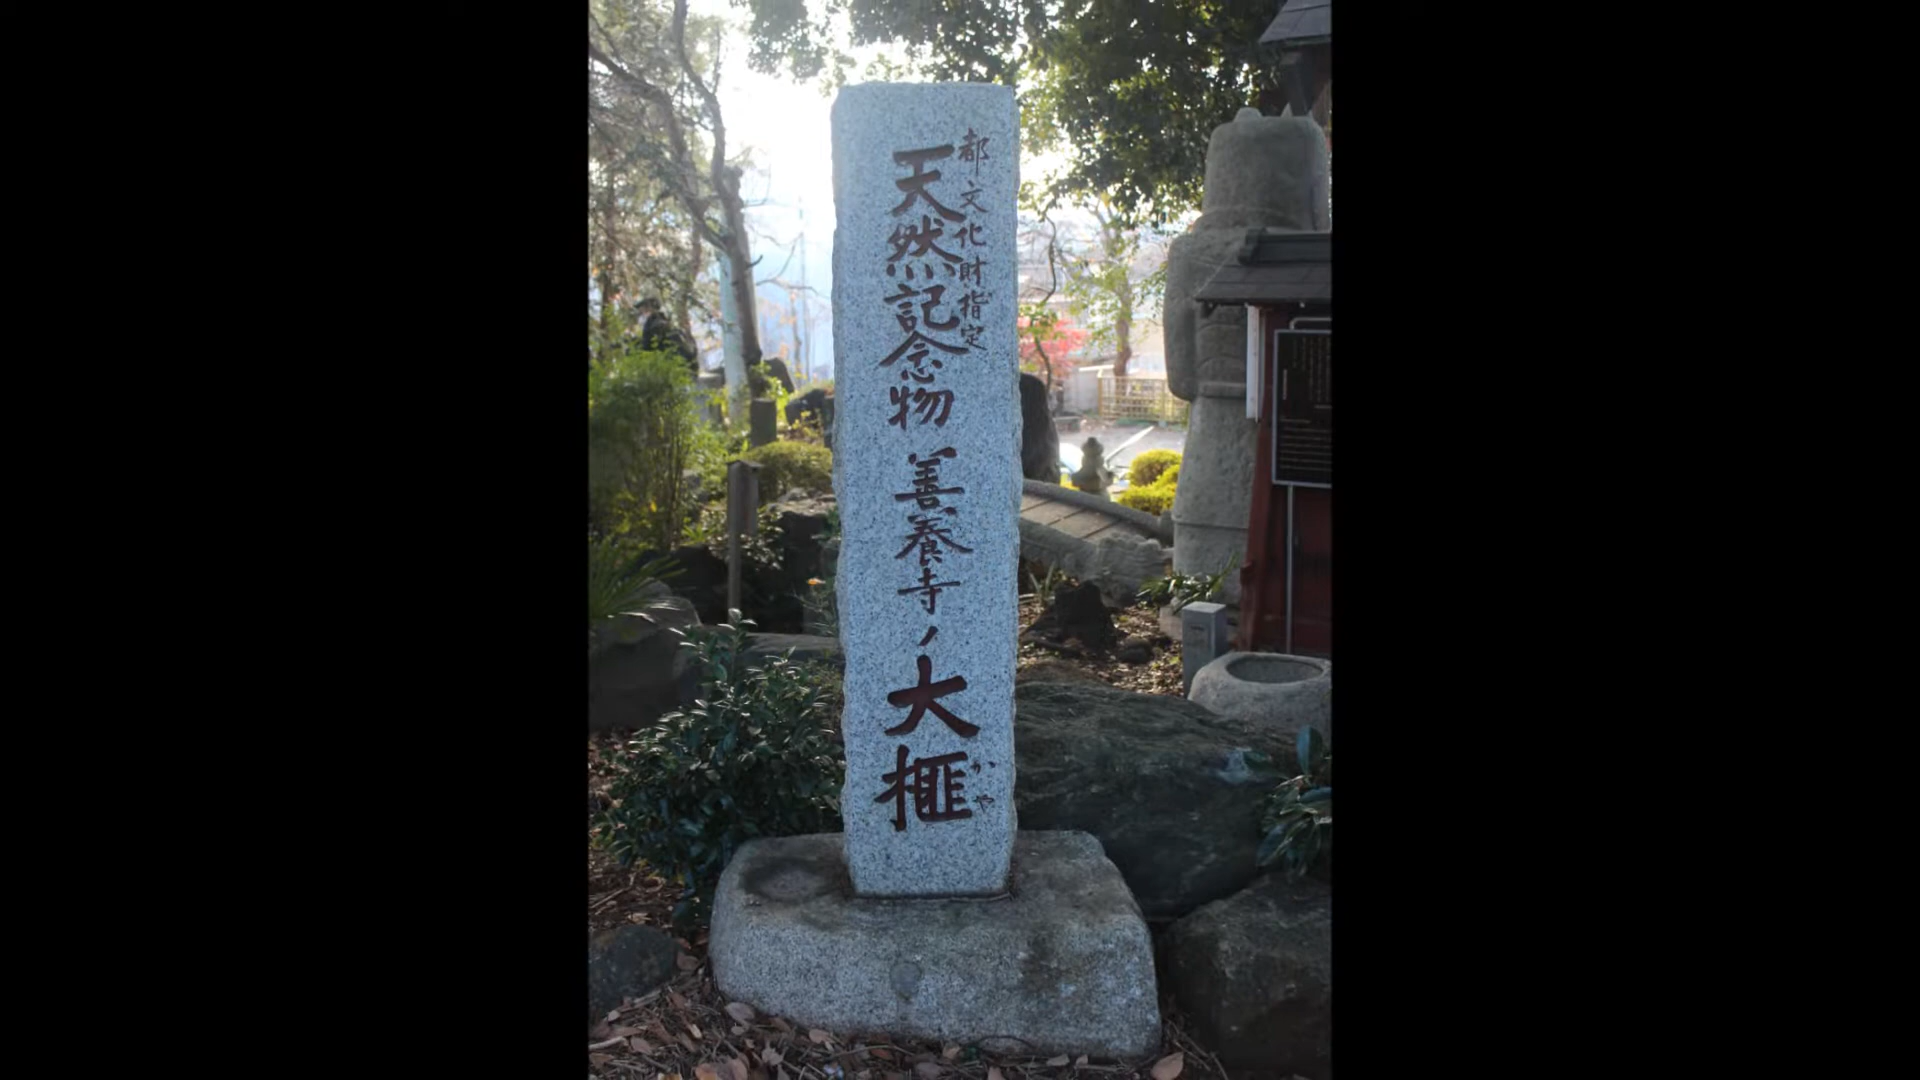 都文化財指定
天然記念物 善養寺ノ大榧
かや